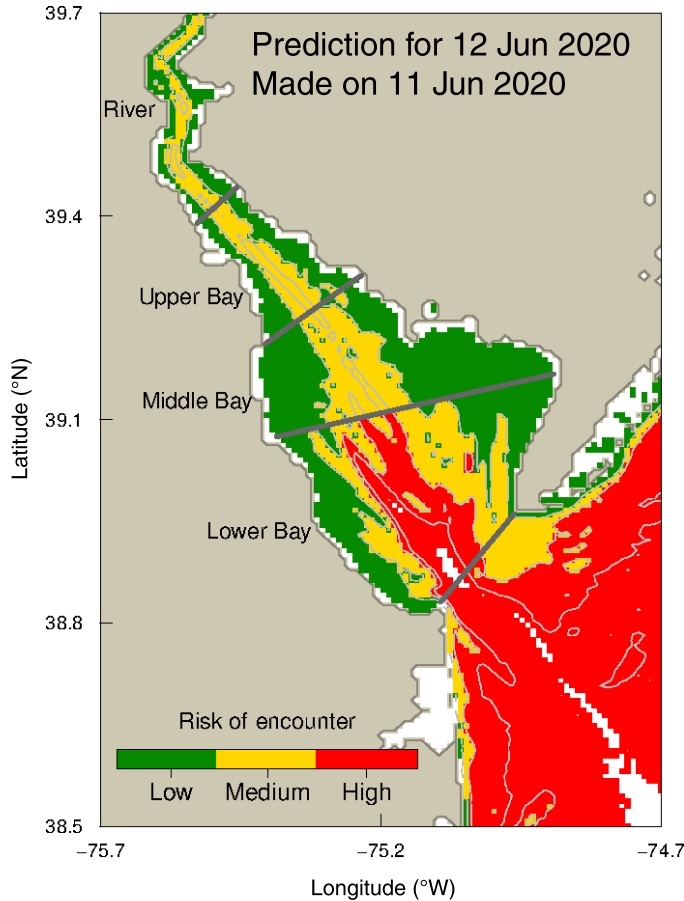 Prediction for 12 Jun 2020
Made on 11 Jun 2020
39.7
River
39.4
Upper Bay
Middle Bay
39.1
Lower Bay
38.8
Risk of encounter
Low Medium High
38.5
−75.7 −75.2 −74.7
Latitude (°N)
Longitude (°W)